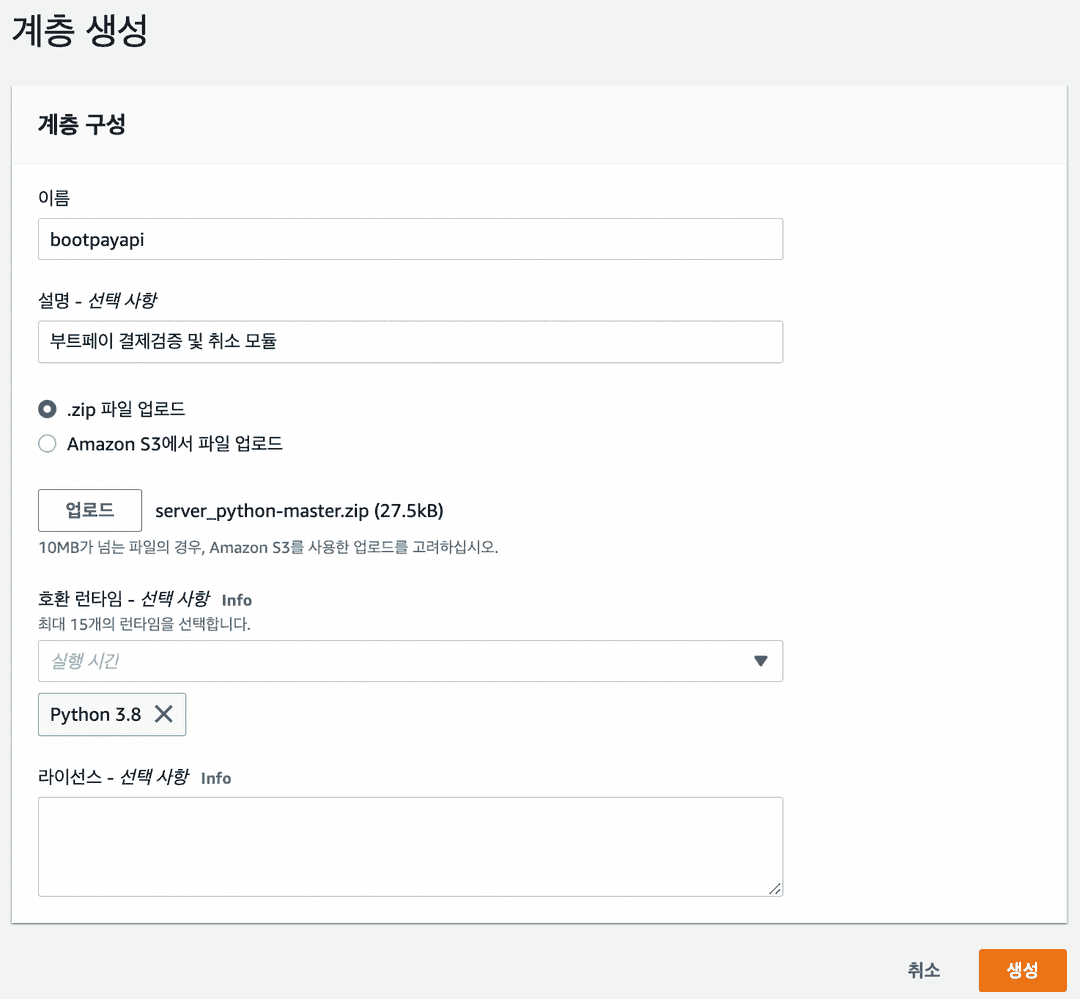 계층 생성
계층 구성
이름
bootpayapi
설명 - 선택 사항
부트페이 결제검증 및 취소 모듈
.zip 파일 업로드
Amazon S3에서 파일 업로드
업로드 server_python-master.zip (27.5kB)
10MB가 넘는 파일의 경우, Amazon S3를 사용한 업로드를 고려하십시오.
호환 런타임 - 선택 사항 Info
최대 15개의 런타임을 선택합니다.
실행 시간
Python 3.8
라이선스 - 선택 사항 Info
취소 생성